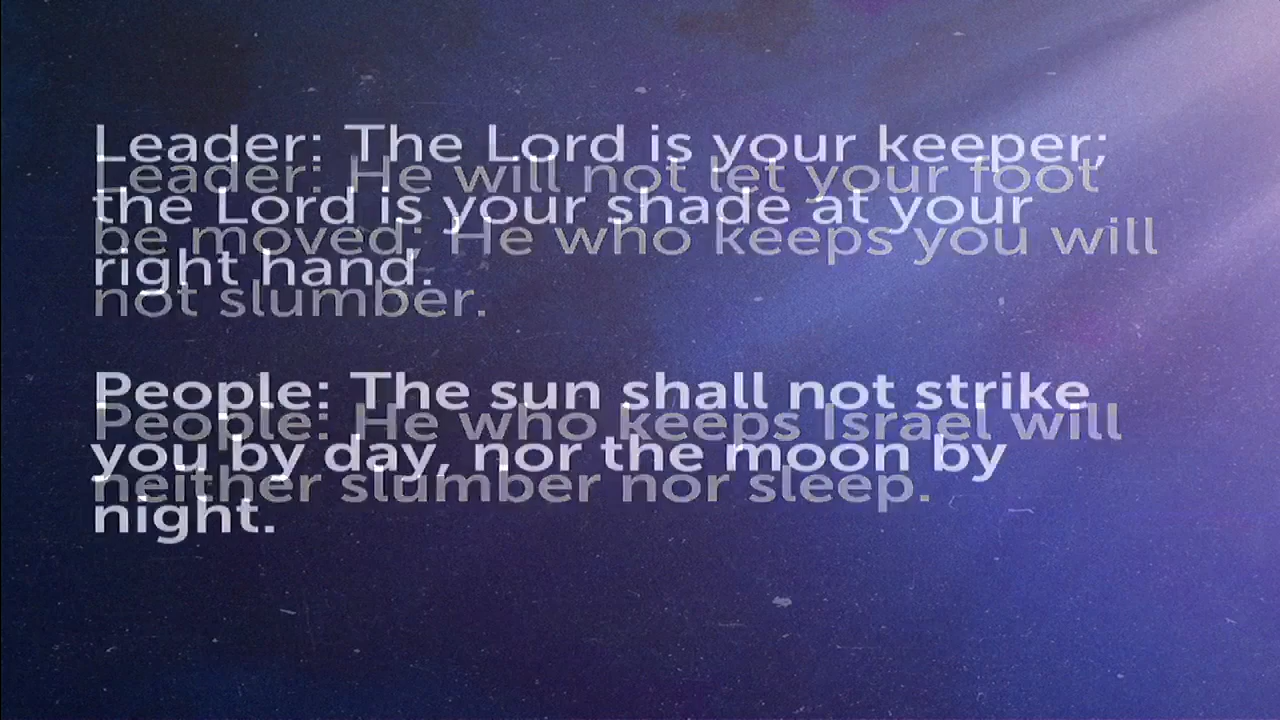 Leader: The Lord is your keeper;
the Lord is your shade at your
right hand.
People: The sun shall not strike
you by day, nor the moon by
night.
Leader: He will not let your foot
be moved; He who keeps you will
not slumber.
People: He who keeps Israel will
neither slumber nor sleep.